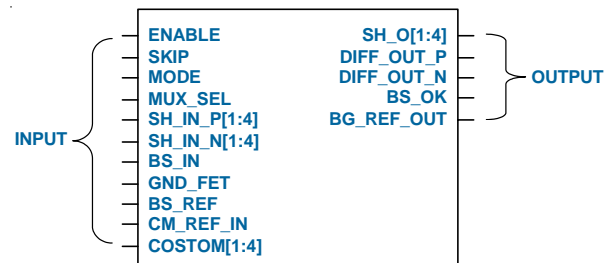 ENABLE
SKIP
MODE
MUX_SEL
SH_IN_P[1:4]
SH_IN_N[1:4]
BS_IN
GND_FET
BS_REF
CM_REF_IN
COSTOM[1:4]
INPUT
SH_O[1:4]
DIFF_OUT_P
DIFF_OUT_N
BS_OK
BG_REF_OUT
OUTPUT